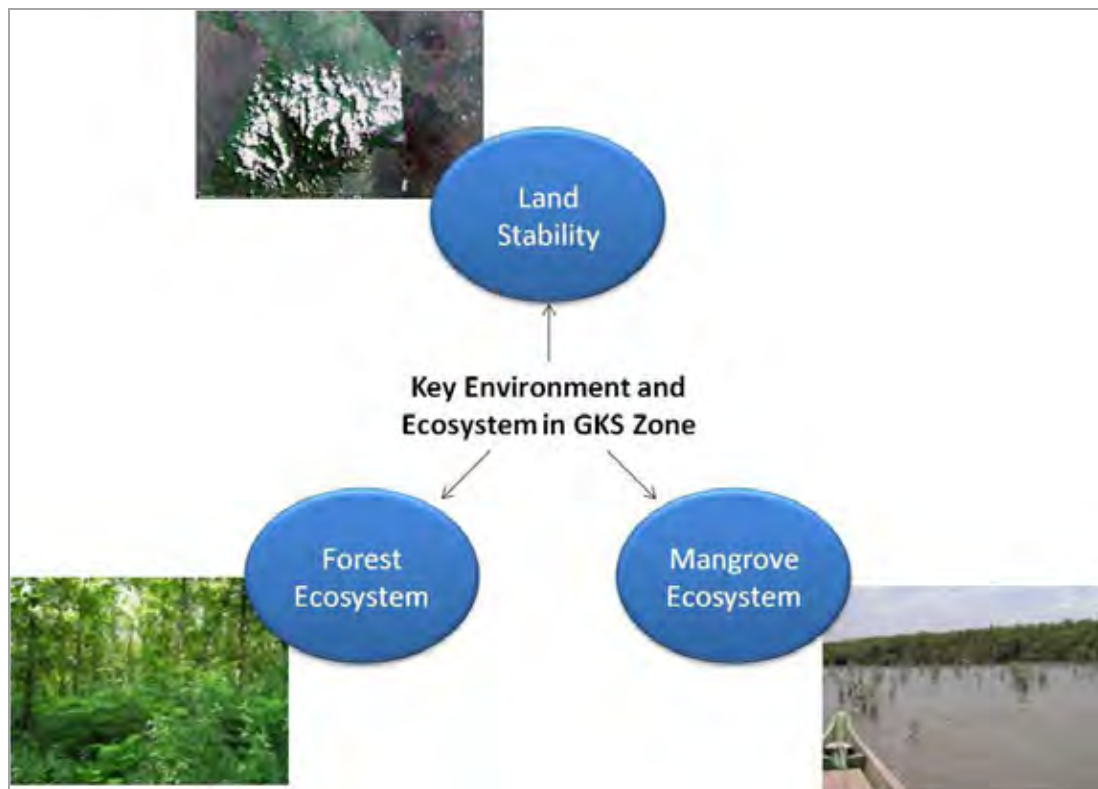 Land
Stability
Key Environment and
Ecosystem in GKS Zone
Forest
Ecosystem
Mangrove
Ecosystem